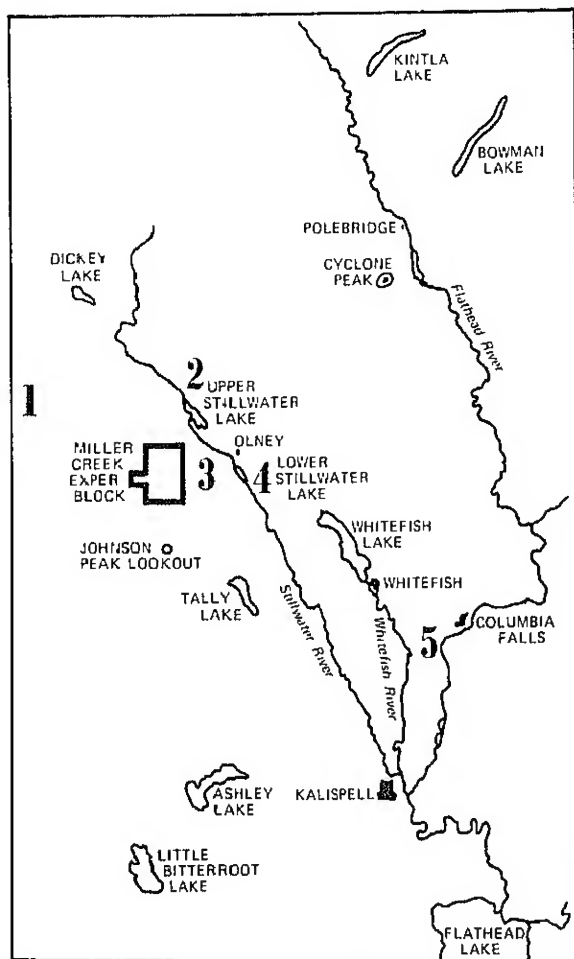 KINTLA
LAKE
BOWMAN
LAKE
POLEBRIDGE
CYCLONE
PEAK
DICKEY
LAKE
Flathead River
1
2
UPPER
STILLWATER
LAKE
OLNEY
MILLER
CREEK
EXPER
BLOCK
3
4
LOWER
STILLWATER
LAKE
WHITEFISH
LAKE
JOHNSON
PEAK LOOKOUT
WHITEFISH
TALLY
LAKE
Stillwater River
Whitefish River
5
COLUMBIA
FALLS
ASHLEY
LAKE
KALISPELL
LITTLE
BITTERROOT
LAKE
FLATHEAD
LAKE